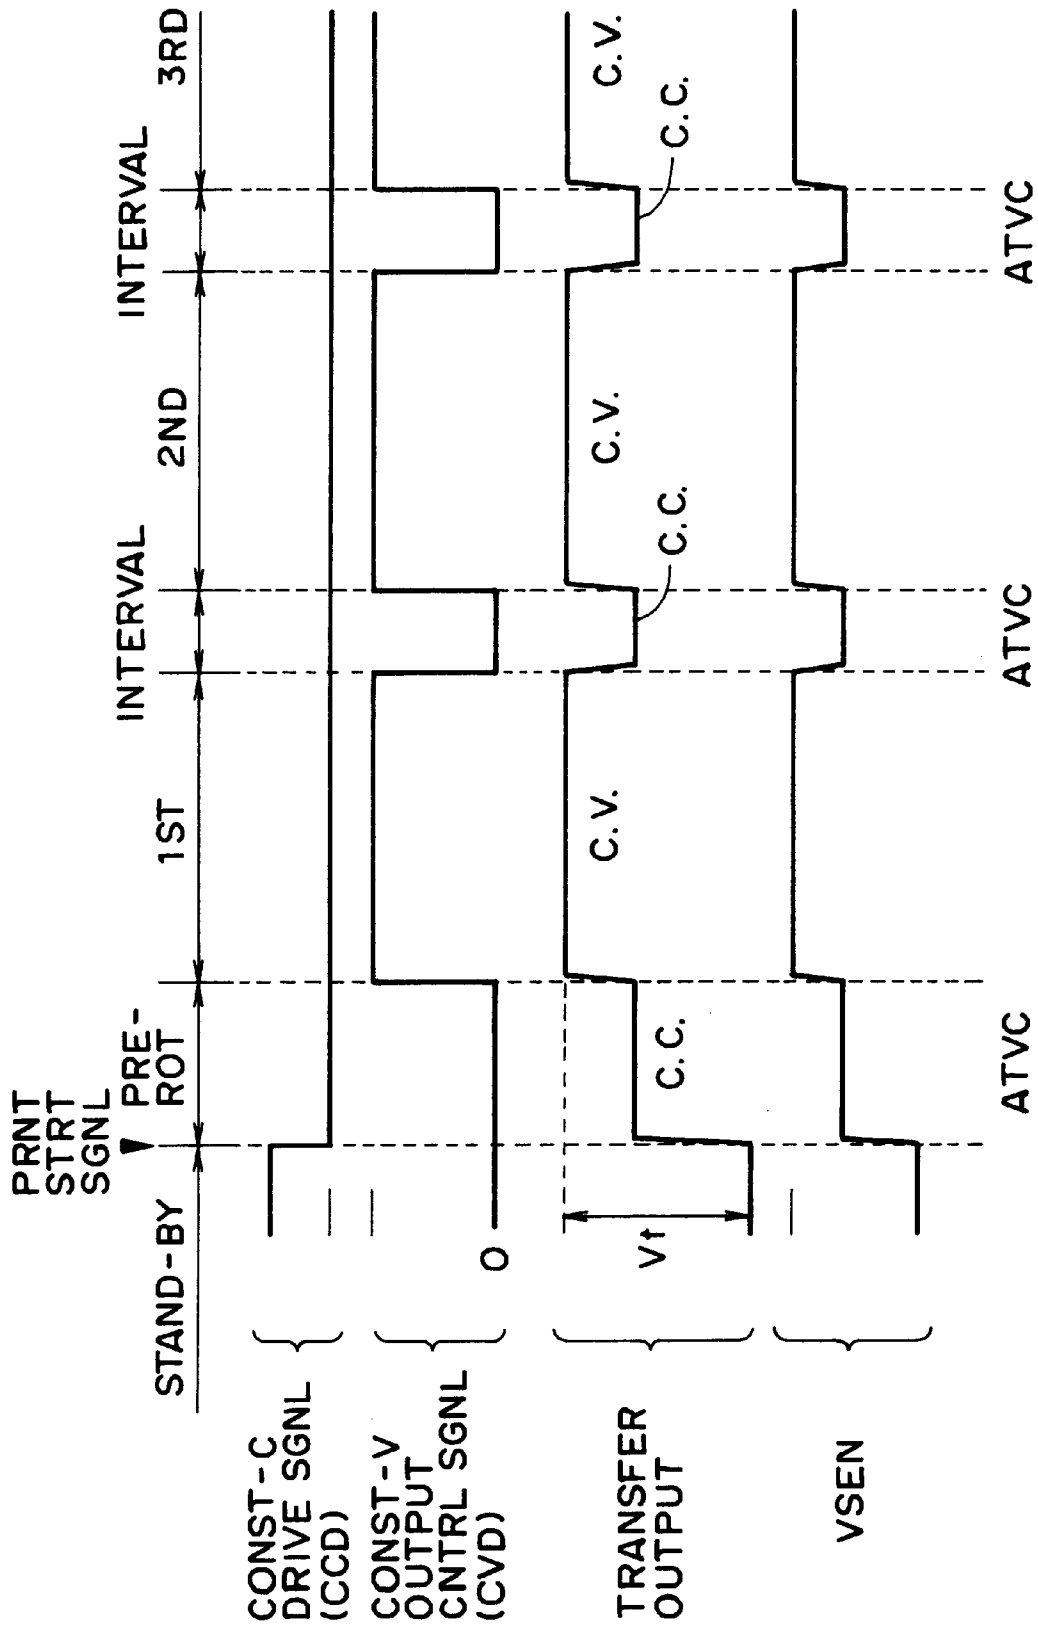 PRNT
STRT
SGNL
STAND-BY
PRE-
ROT
1ST
INTERVAL
2ND
INTERVAL
3RD
CONST-C
DRIVE SGNL
(CCD)
CONST-V
OUTPUT
CNTRL SGNL
(CVD)
0
TRANSFER
OUTPUT
Vt
C.C.
C.V.
C.C.
C.V.
C.C.
C.V.
VSEN
ATVC
ATVC
ATVC